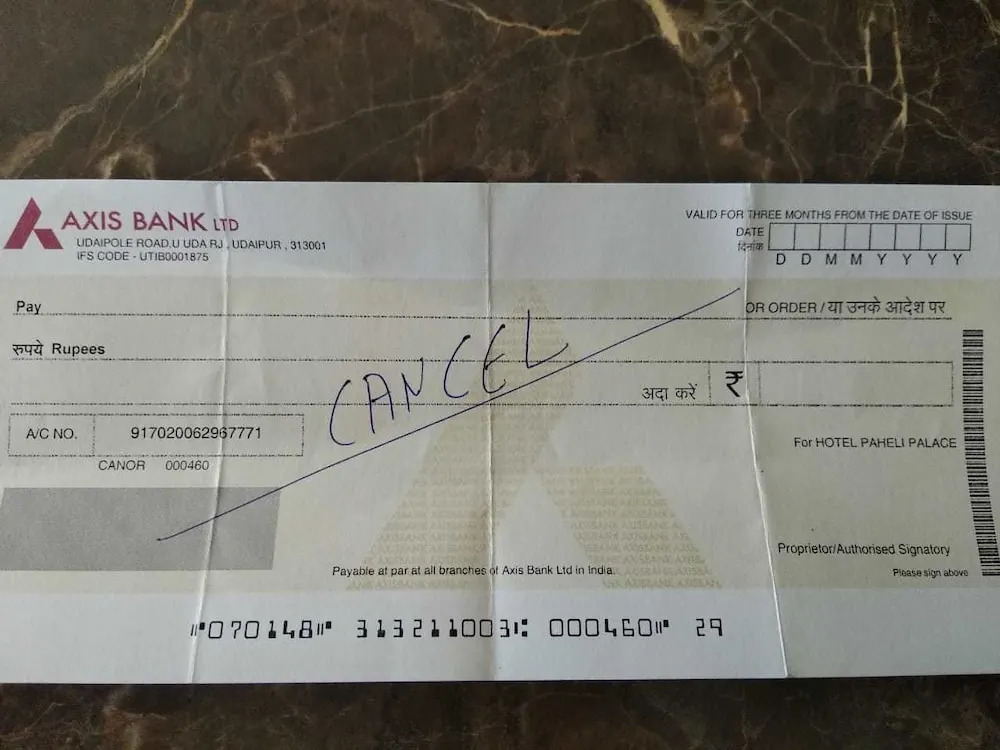 AXIS BANK LTD
UDAIPOLE ROAD,U UDA RJ , UDAIPUR , 313001
IFS CODE - UTIB0001875
VALID FOR THREE MONTHS FROM THE DATE OF ISSUE
DATE
दिनांक
D D M M Y Y Y Y
Pay
OR ORDER / या उनके आदेश पर
रुपये Rupees
CANCEL
अदा करें ₹
A/C NO. 917020062967771
CANOR 000460
For HOTEL PAHELI PALACE
Proprietor/Authorised Signatory
Please sign above
Payable at par at all branches of Axis Bank Ltd in India.
⑈070148⑈ 313211003⑆ 000460⑈ 29